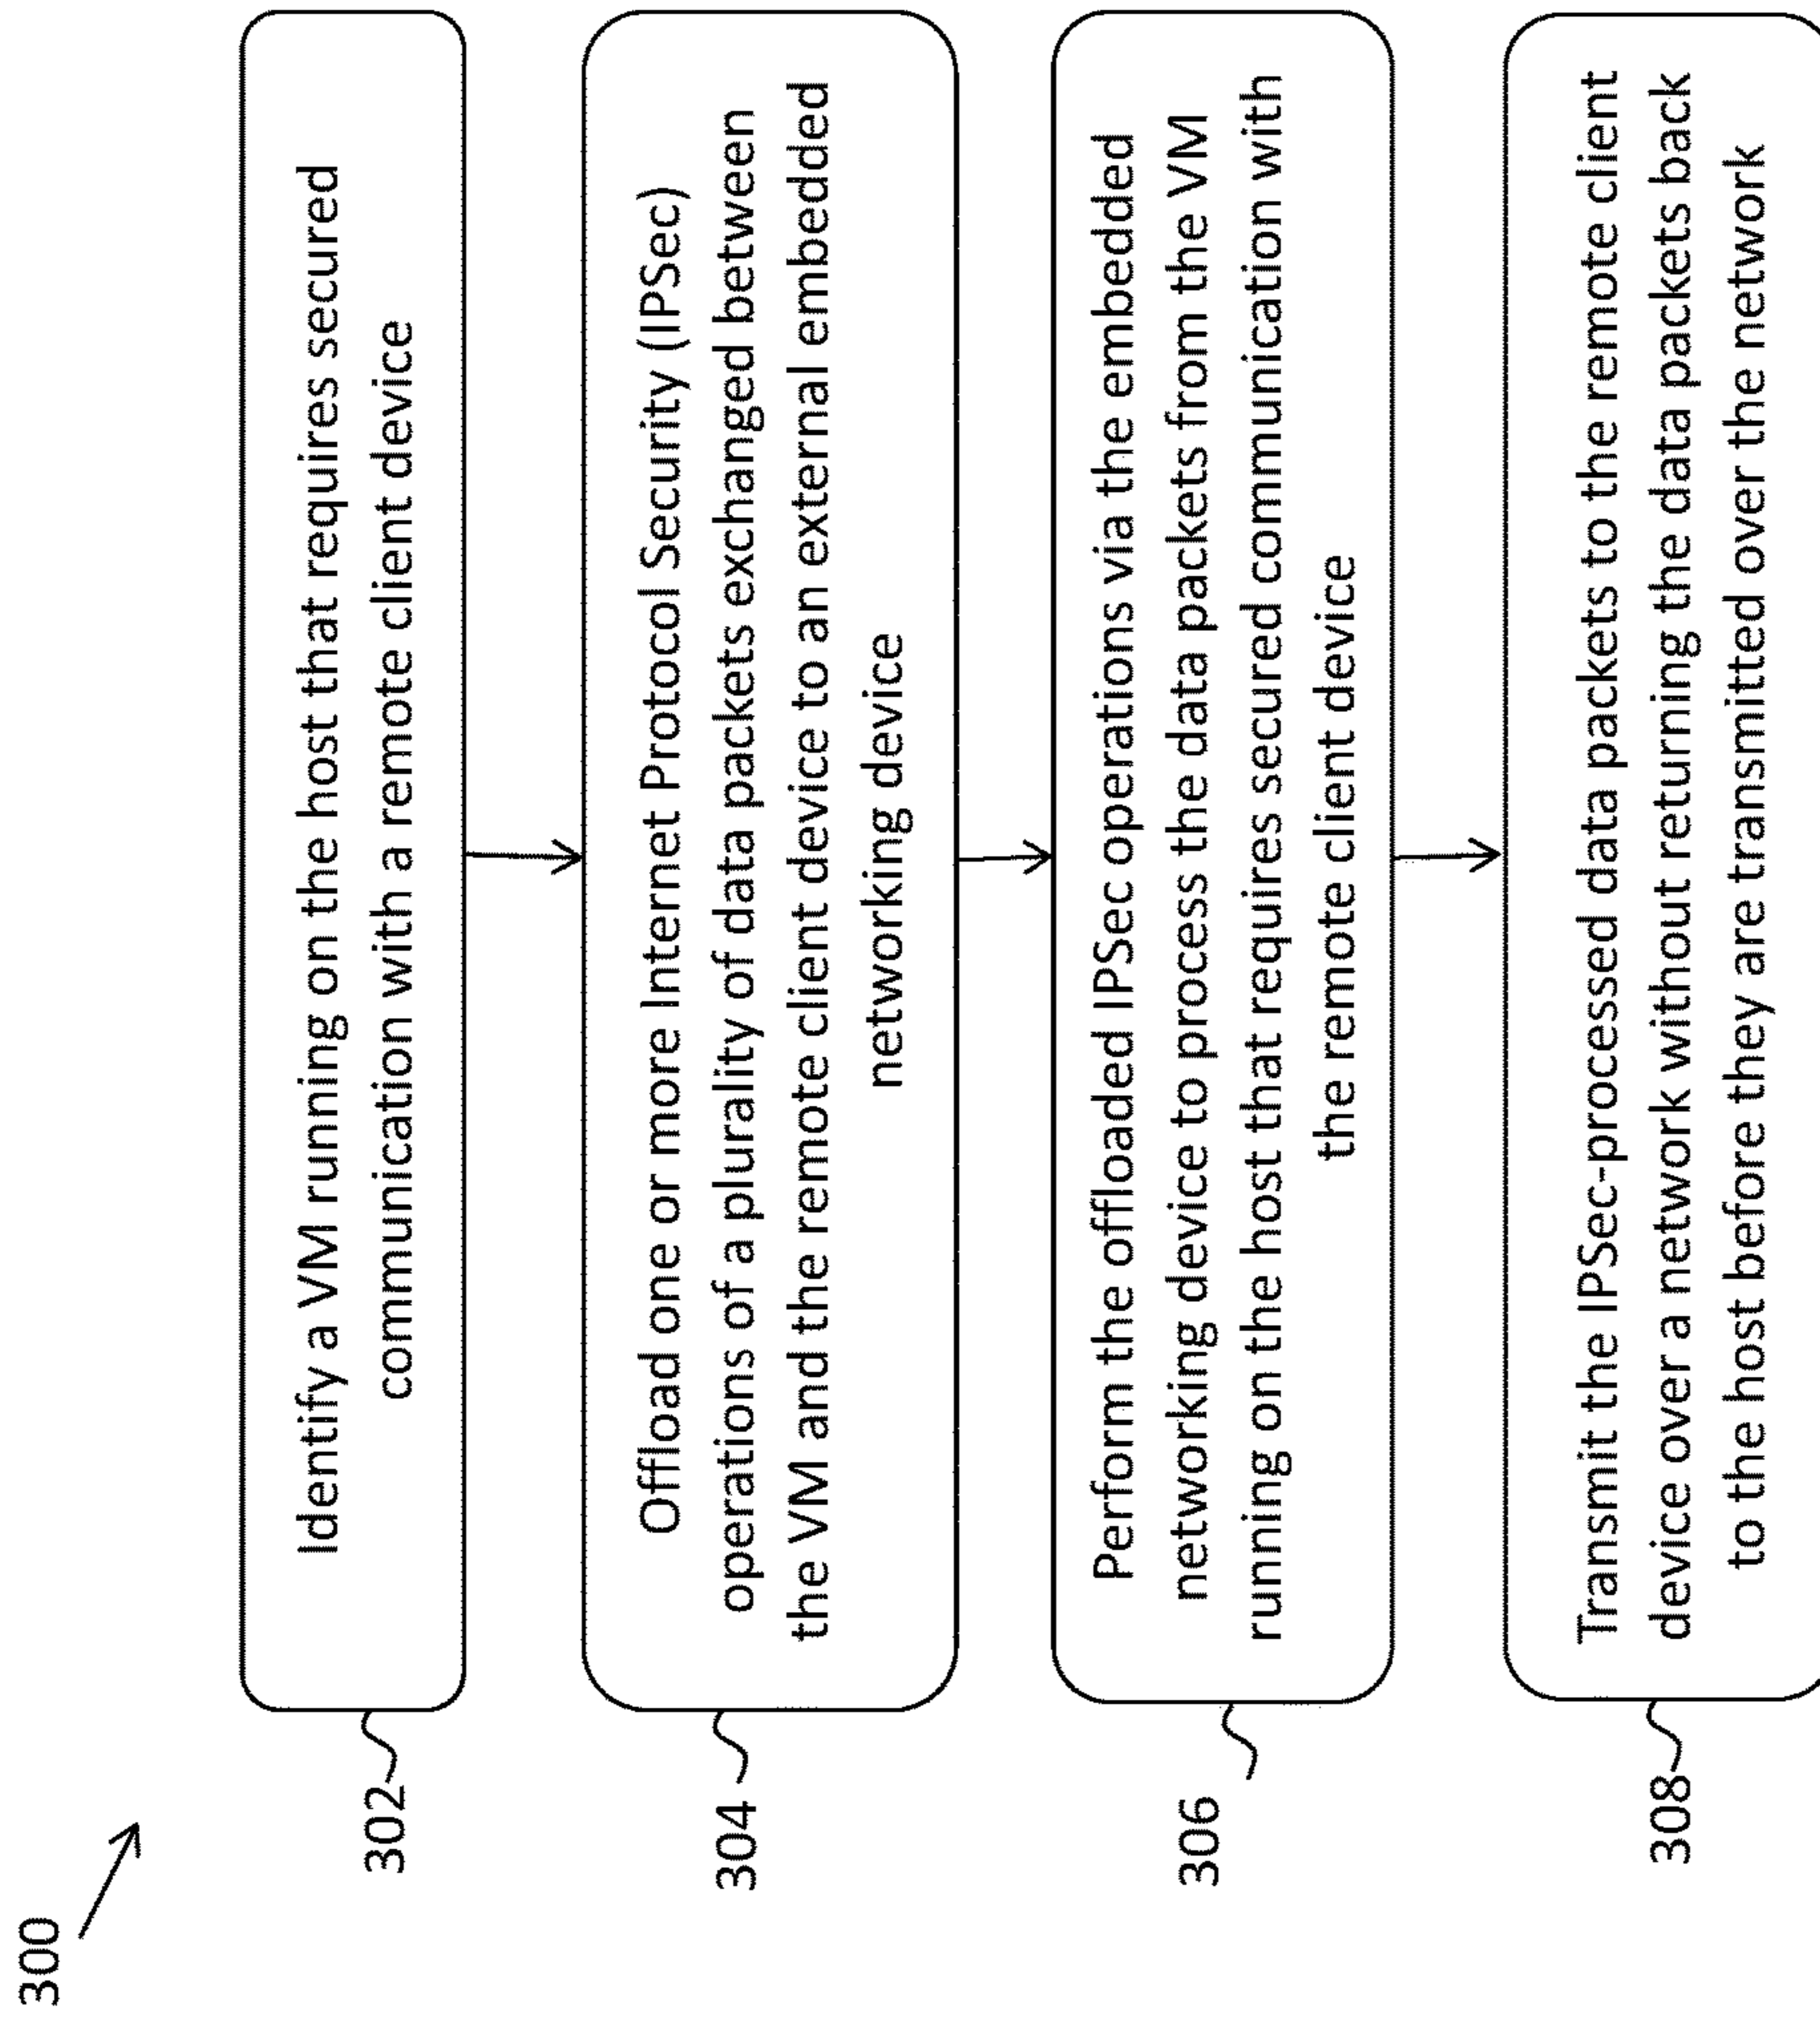 300
302
Identify a VM running on the host that requires secured
communication with a remote client device
304
Offload one or more Internet Protocol Security (IPSec)
operations of a plurality of data packets exchanged between
the VM and the remote client device to an external embedded
networking device
306
Perform the offloaded IPSec operations via the embedded
networking device to process the data packets from the VM
running on the host that requires secured communication with
the remote client device
308
Transmit the IPSec-processed data packets to the remote client
device over a network without returning the data packets back
to the host before they are transmitted over the network